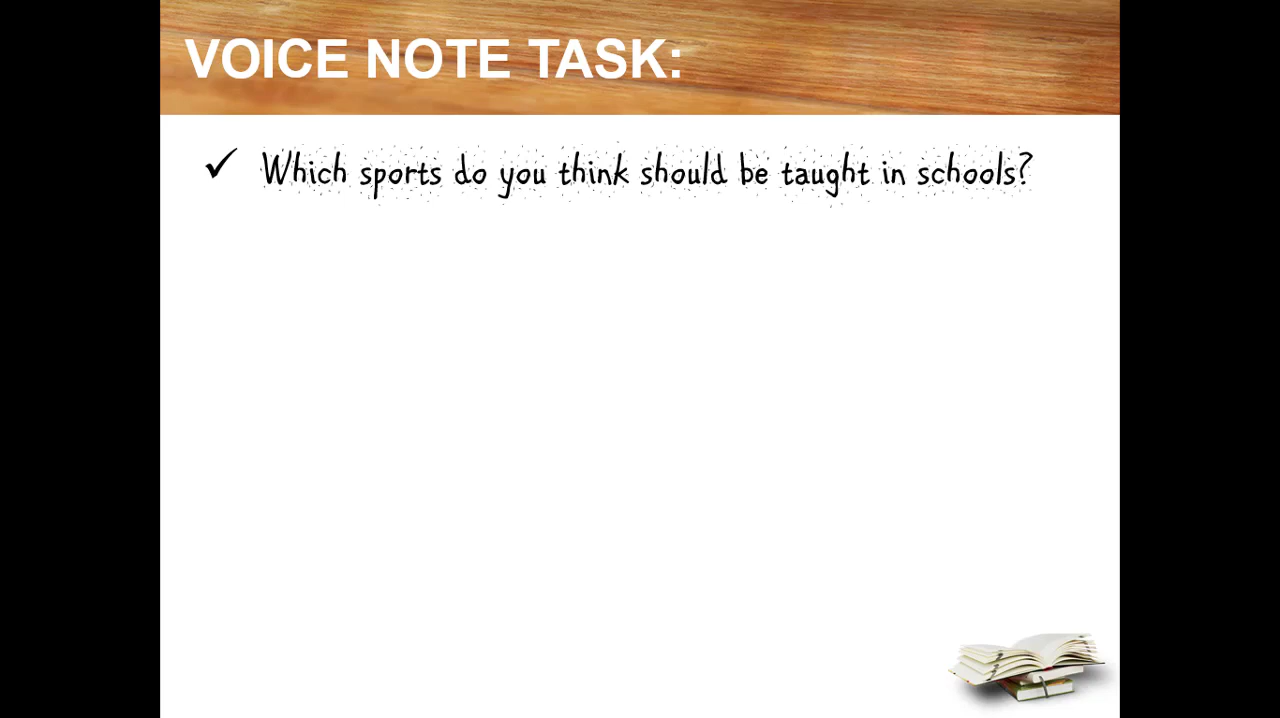 VOICE NOTE TASK:
✓ Which sports do you think should be taught in schools?